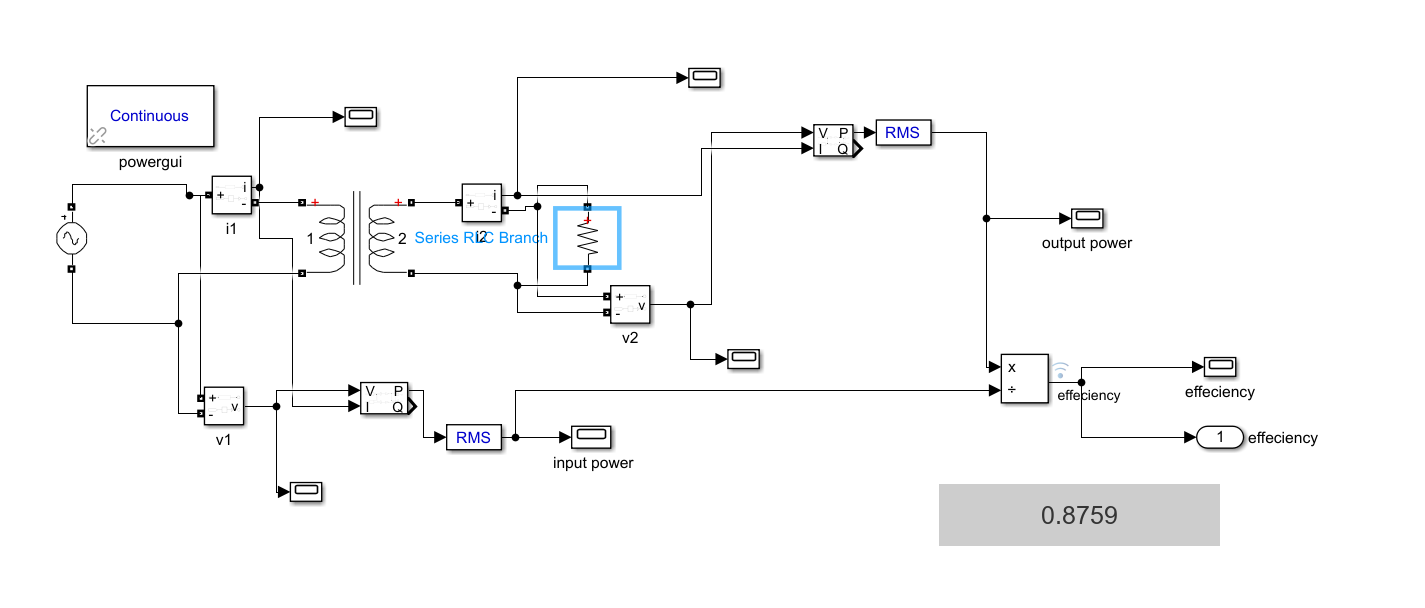 Continuous
powergui
i
+
-
i1
+
1
+
2
i
+
-
i2
Series RLC Branch
+
V P
I Q
RMS
output power
+
-
v
v2
+
x
÷
effeciency
effeciency
1
effeciency
V P
I Q
+
-
v
v1
RMS
input power
0.8759